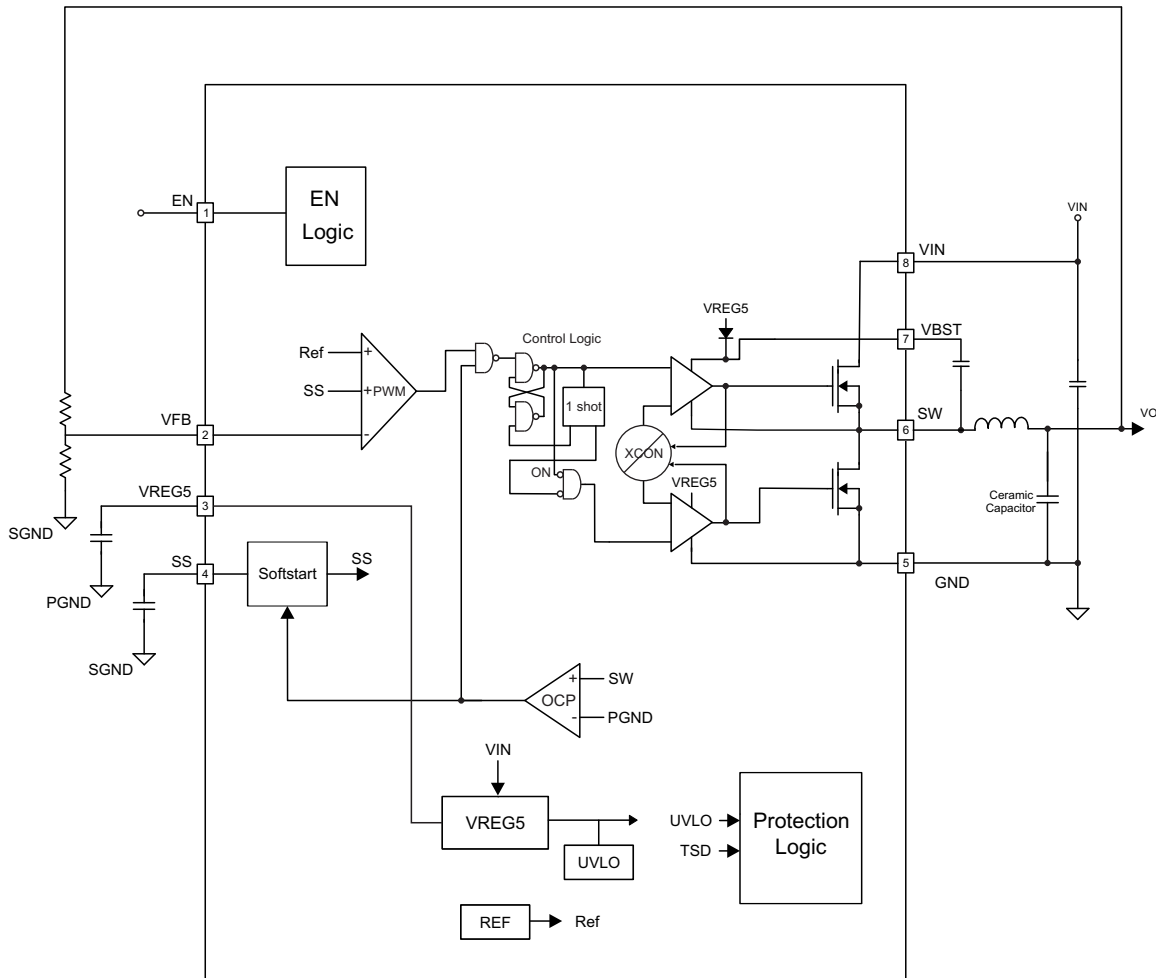 EN
1
EN
Logic
VIN
8
VIN
VREG5
7
VBST
Control Logic
Ref
+
SS
+
PWM
-
1 shot
VFB
2
SW
6
VO
XCON
ON
VREG5
VREG5
3
Ceramic
Capacitor
SGND
SS
4
Softstart
SS
5
GND
PGND
SGND
+
SW
OCP
-
PGND
VIN
VREG5
UVLO
UVLO
TSD
Protection
Logic
REF
Ref